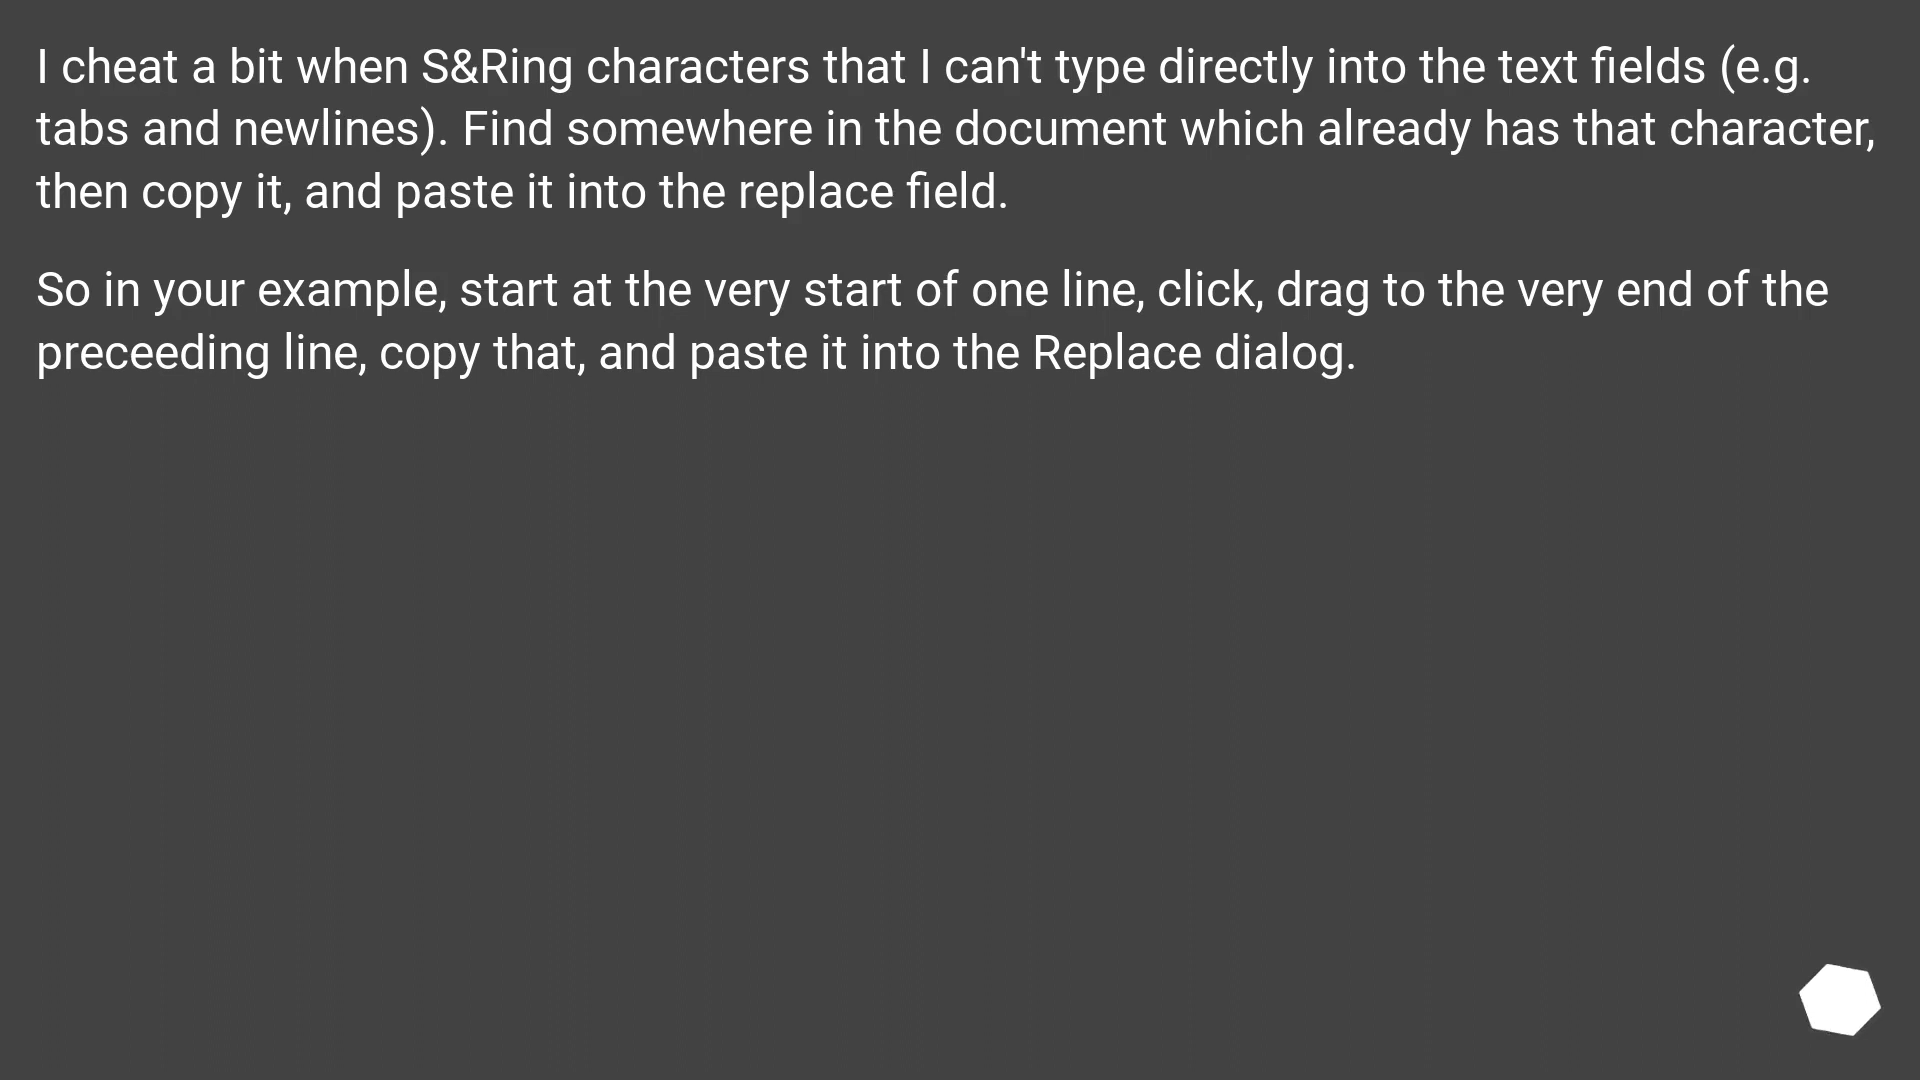 I cheat a bit when S&Ring characters that I can't type directly into the text fields (e.g.
tabs and newlines). Find somewhere in the document which already has that character,
then copy it, and paste it into the replace field.
So in your example, start at the very start of one line, click, drag to the very end of the
preceeding line, copy that, and paste it into the Replace dialog.